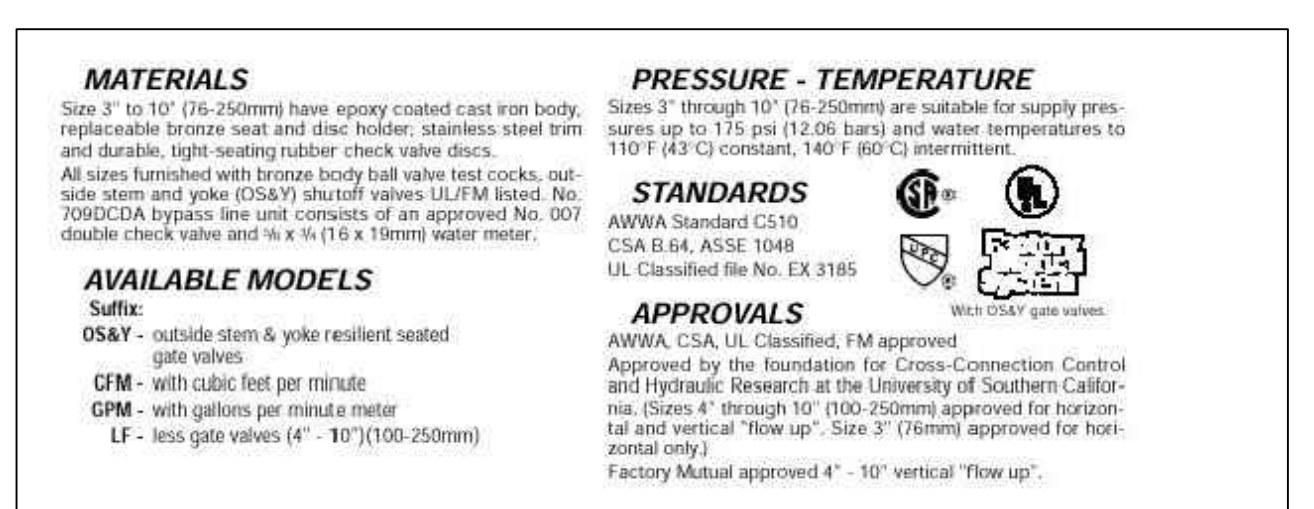 MATERIALS
Size 3" to 10" (76-250mm) have epoxy coated cast iron body,
replaceable bronze seat and disc holder; stainless steel trim
and durable, tight-seating rubber check valve discs.
All sizes furnished with bronze body ball valve test cocks, out-
side stem and yoke (OS&Y) shutoff valves UL/FM listed. No.
709DCDA bypass line unit consists of an approved No. 007
double check valve and ⅝ x ¾ (16 x 19mm) water meter.
AVAILABLE MODELS
Suffix:
OS&Y - outside stem & yoke resilient seated
gate valves
CFM - with cubic feet per minute
GPM - with gallons per minute meter
LF - less gate valves (4" - 10")(100-250mm)
PRESSURE - TEMPERATURE
Sizes 3" through 10" (76-250mm) are suitable for supply pres-
sures up to 175 psi (12.06 bars) and water temperatures to
110°F (43°C) constant, 140°F (60°C) intermittent.
STANDARDS
AWWA Standard C510
CSA B.64, ASSE 1048
UL Classified file No. EX 3185
SA ®
UL
UPC ®
With OS&Y gate valves.
APPROVALS
AWWA, CSA, UL Classified, FM approved
Approved by the foundation for Cross-Connection Control
and Hydraulic Research at the University of Southern Califor-
nia. (Sizes 4" through 10" (100-250mm) approved for horizon-
tal and vertical "flow up". Size 3" (76mm) approved for hori-
zontal only.)
Factory Mutual approved 4" - 10" vertical "flow up".